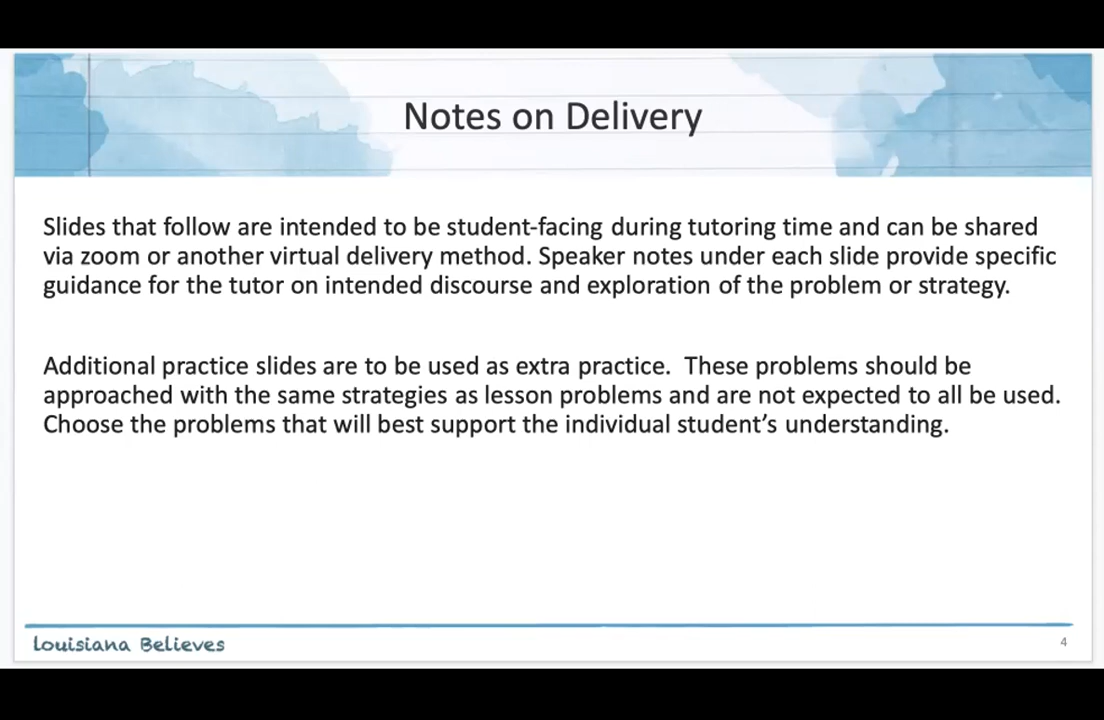 Notes on Delivery
Slides that follow are intended to be student-facing during tutoring time and can be shared
via zoom or another virtual delivery method. Speaker notes under each slide provide specific
guidance for the tutor on intended discourse and exploration of the problem or strategy.
Additional practice slides are to be used as extra practice.  These problems should be
approached with the same strategies as lesson problems and are not expected to all be used.
Choose the problems that will best support the individual student’s understanding.
Louisiana Believes
4